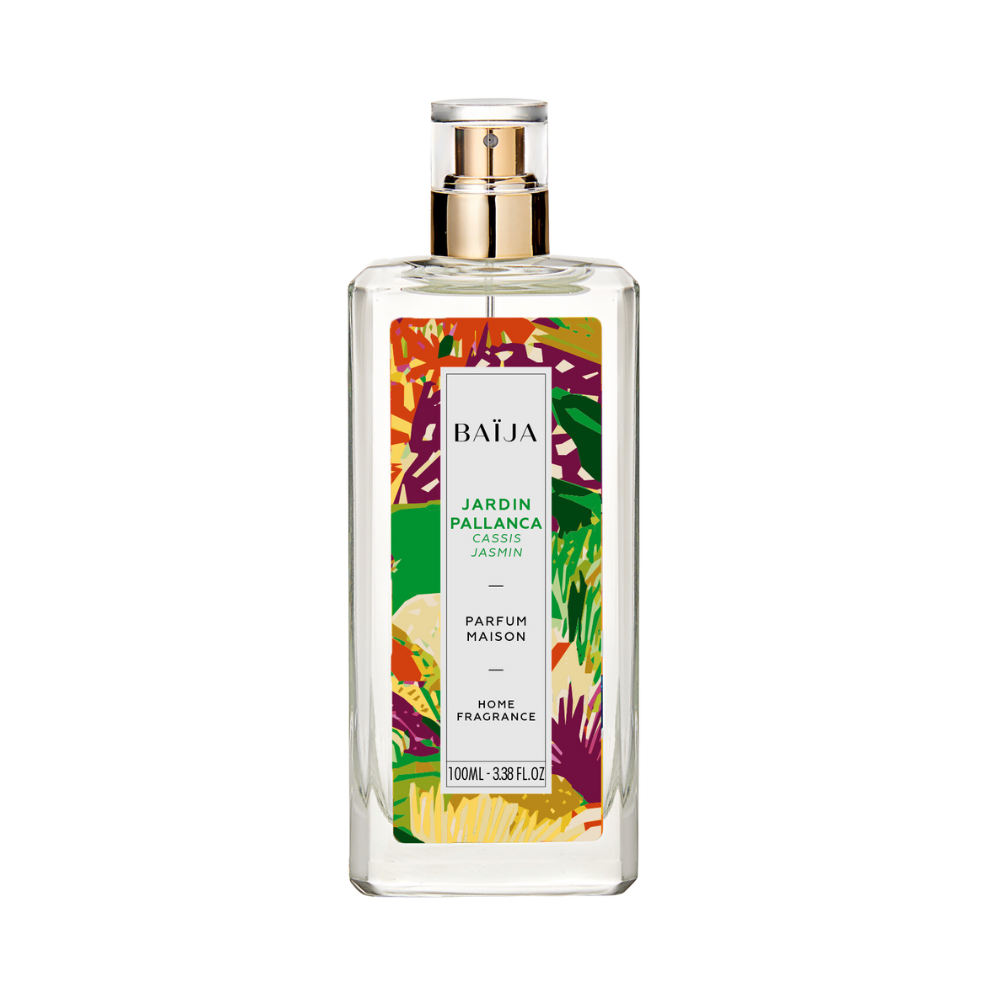 BAÏJA
JARDIN
PALLANCA
CASSIS
JASMIN
—
PARFUM
MAISON
—
HOME
FRAGRANCE
100ML - 3.38 FL.OZ